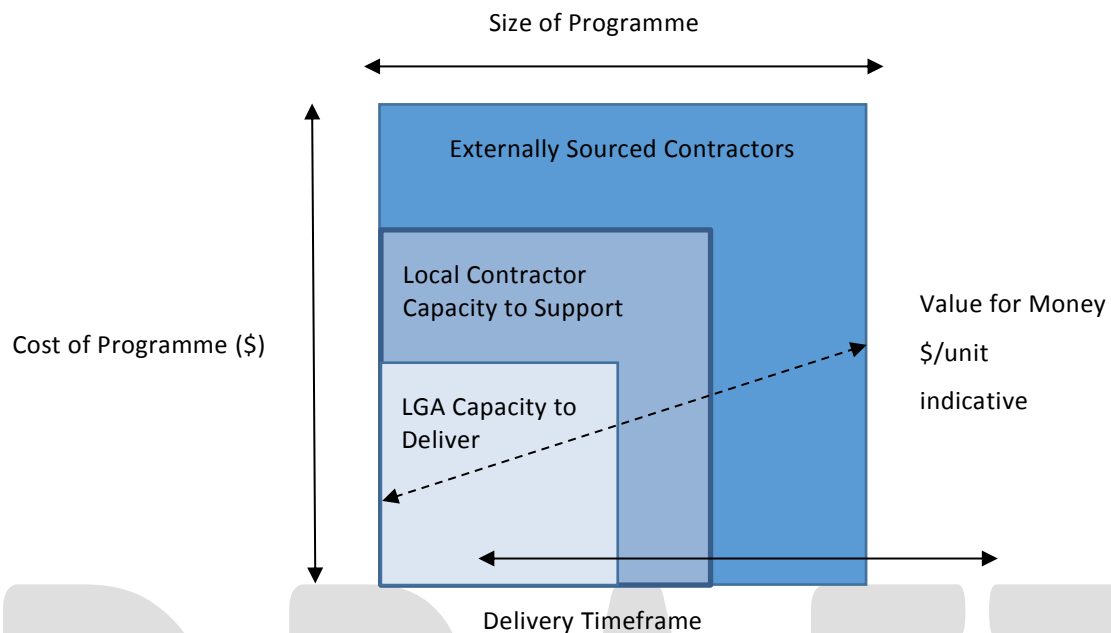 Size of Programme
Externally Sourced Contractors
Local Contractor
Capacity to Support
Cost of Programme ($)
Value for Money
$/unit
indicative
LGA Capacity to
Deliver
Delivery Timeframe